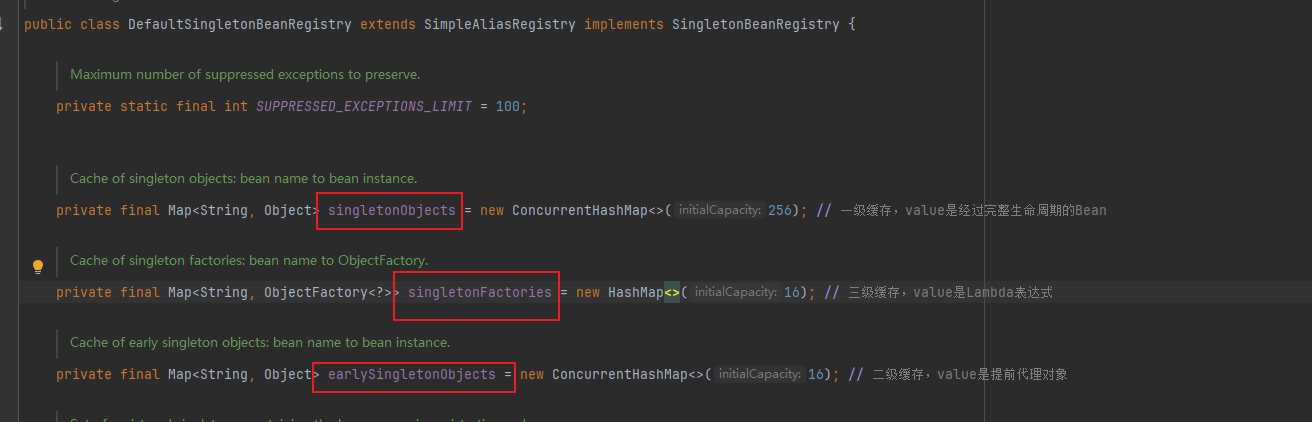 public class DefaultSingletonBeanRegistry extends SimpleAliasRegistry implements SingletonBeanRegistry {
Maximum number of suppressed exceptions to preserve.
private static final int SUPPRESSED_EXCEPTIONS_LIMIT = 100;
Cache of singleton objects: bean name to bean instance.
private final Map<String, Object> singletonObjects = new ConcurrentHashMap<>( initialCapacity: 256); // 一级缓存，value是经过完整生命周期的Bean
Cache of singleton factories: bean name to ObjectFactory.
private final Map<String, ObjectFactory<?>> singletonFactories = new HashMap<>( initialCapacity: 16); // 三级缓存，value是Lambda表达式
Cache of early singleton objects: bean name to bean instance.
private final Map<String, Object> earlySingletonObjects = new ConcurrentHashMap<>( initialCapacity: 16); // 二级缓存，value是提前代理对象